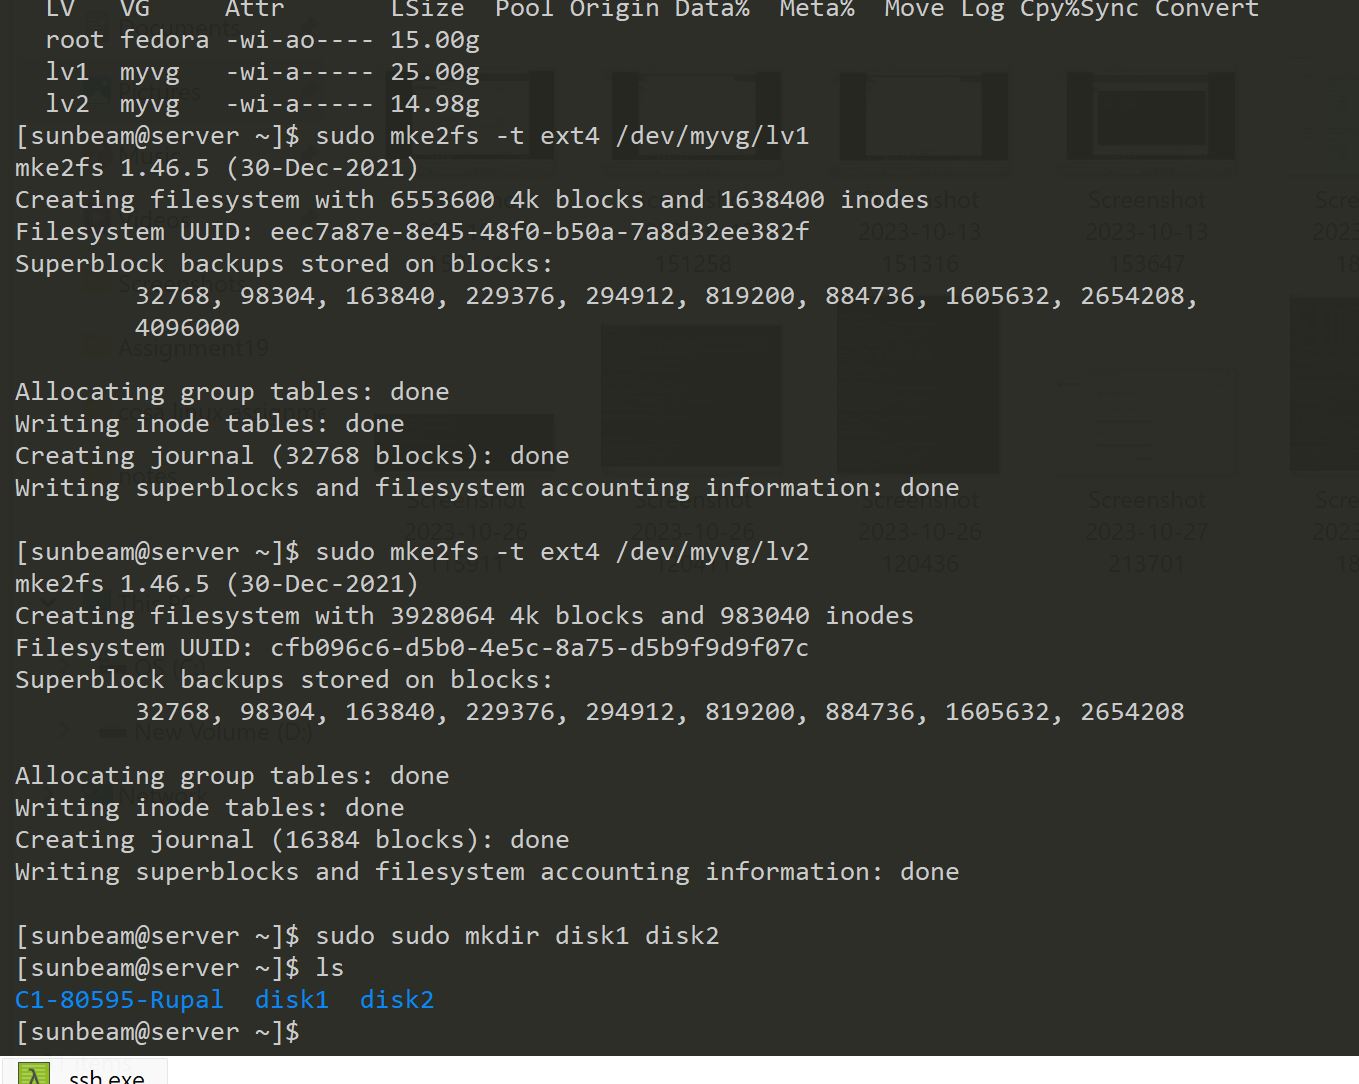 LV   VG     Attr       LSize  Pool Origin Data%  Meta%  Move Log Cpy%Sync Convert
root fedora -wi-ao---- 15.00g
lv1  myvg   -wi-a----- 25.00g
lv2  myvg   -wi-a----- 14.98g
[sunbeam@server ~]$ sudo mke2fs -t ext4 /dev/myvg/lv1
mke2fs 1.46.5 (30-Dec-2021)
Creating filesystem with 6553600 4k blocks and 1638400 inodes
Filesystem UUID: eec7a87e-8e45-48f0-b50a-7a8d32ee382f
Superblock backups stored on blocks:
32768, 98304, 163840, 229376, 294912, 819200, 884736, 1605632, 2654208,
4096000
Allocating group tables: done
Writing inode tables: done
Creating journal (32768 blocks): done
Writing superblocks and filesystem accounting information: done
[sunbeam@server ~]$ sudo mke2fs -t ext4 /dev/myvg/lv2
mke2fs 1.46.5 (30-Dec-2021)
Creating filesystem with 3928064 4k blocks and 983040 inodes
Filesystem UUID: cfb096c6-d5b0-4e5c-8a75-d5b9f9d9f07c
Superblock backups stored on blocks:
32768, 98304, 163840, 229376, 294912, 819200, 884736, 1605632, 2654208
Allocating group tables: done
Writing inode tables: done
Creating journal (16384 blocks): done
Writing superblocks and filesystem accounting information: done
[sunbeam@server ~]$ sudo sudo mkdir disk1 disk2
[sunbeam@server ~]$ ls
C1-80595-Rupal  disk1  disk2
[sunbeam@server ~]$
ssh.exe